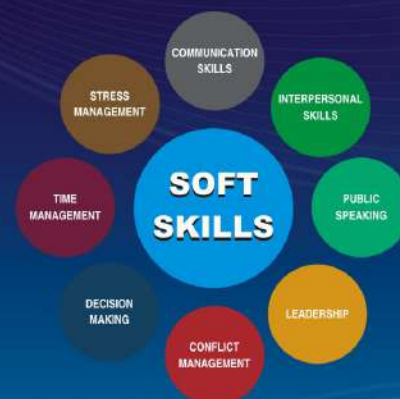 SOFT
SKILLS
COMMUNICATION
SKILLS
INTERPERSONAL
SKILLS
PUBLIC
SPEAKING
LEADERSHIP
CONFLICT
MANAGEMENT
DECISION
MAKING
TIME
MANAGEMENT
STRESS
MANAGEMENT